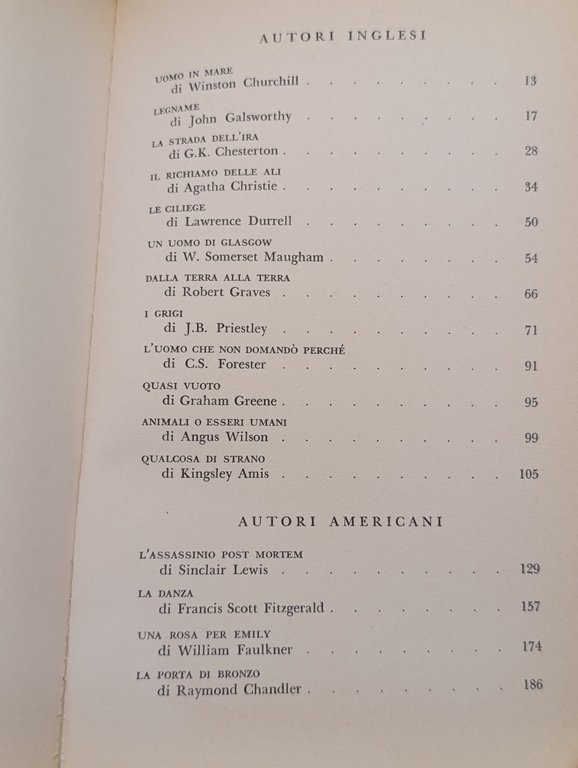 AUTORI INGLESI
UOMO IN MARE
di Winston Churchill . . . . . . . . 13
LEGNAME
di John Galsworthy . . . . . . . . 17
LA STRADA DELL'IRA
di G.K. Chesterton . . . . . . . . 28
IL RICHIAMO DELLE ALI
di Agatha Christie . . . . . . . . 34
LE CILIEGE
di Lawrence Durrell . . . . . . . . 50
UN UOMO DI GLASGOW
di W. Somerset Maugham . . . . . . . 54
DALLA TERRA ALLA TERRA
di Robert Graves . . . . . . . . 66
I GRIGI
di J.B. Priestley . . . . . . . . 71
L'UOMO CHE NON DOMANDÒ PERCHÉ
di C.S. Forester . . . . . . . . 91
QUASI VUOTO
di Graham Greene . . . . . . . . 95
ANIMALI O ESSERI UMANI
di Angus Wilson . . . . . . . . 99
QUALCOSA DI STRANO
di Kingsley Amis . . . . . . . . 105
AUTORI AMERICANI
L'ASSASSINIO POST MORTEM
di Sinclair Lewis . . . . . . . . 129
LA DANZA
di Francis Scott Fitzgerald . . . . . . . 157
UNA ROSA PER EMILY
di William Faulkner . . . . . . . . 174
LA PORTA DI BRONZO
di Raymond Chandler . . . . . . . . 186